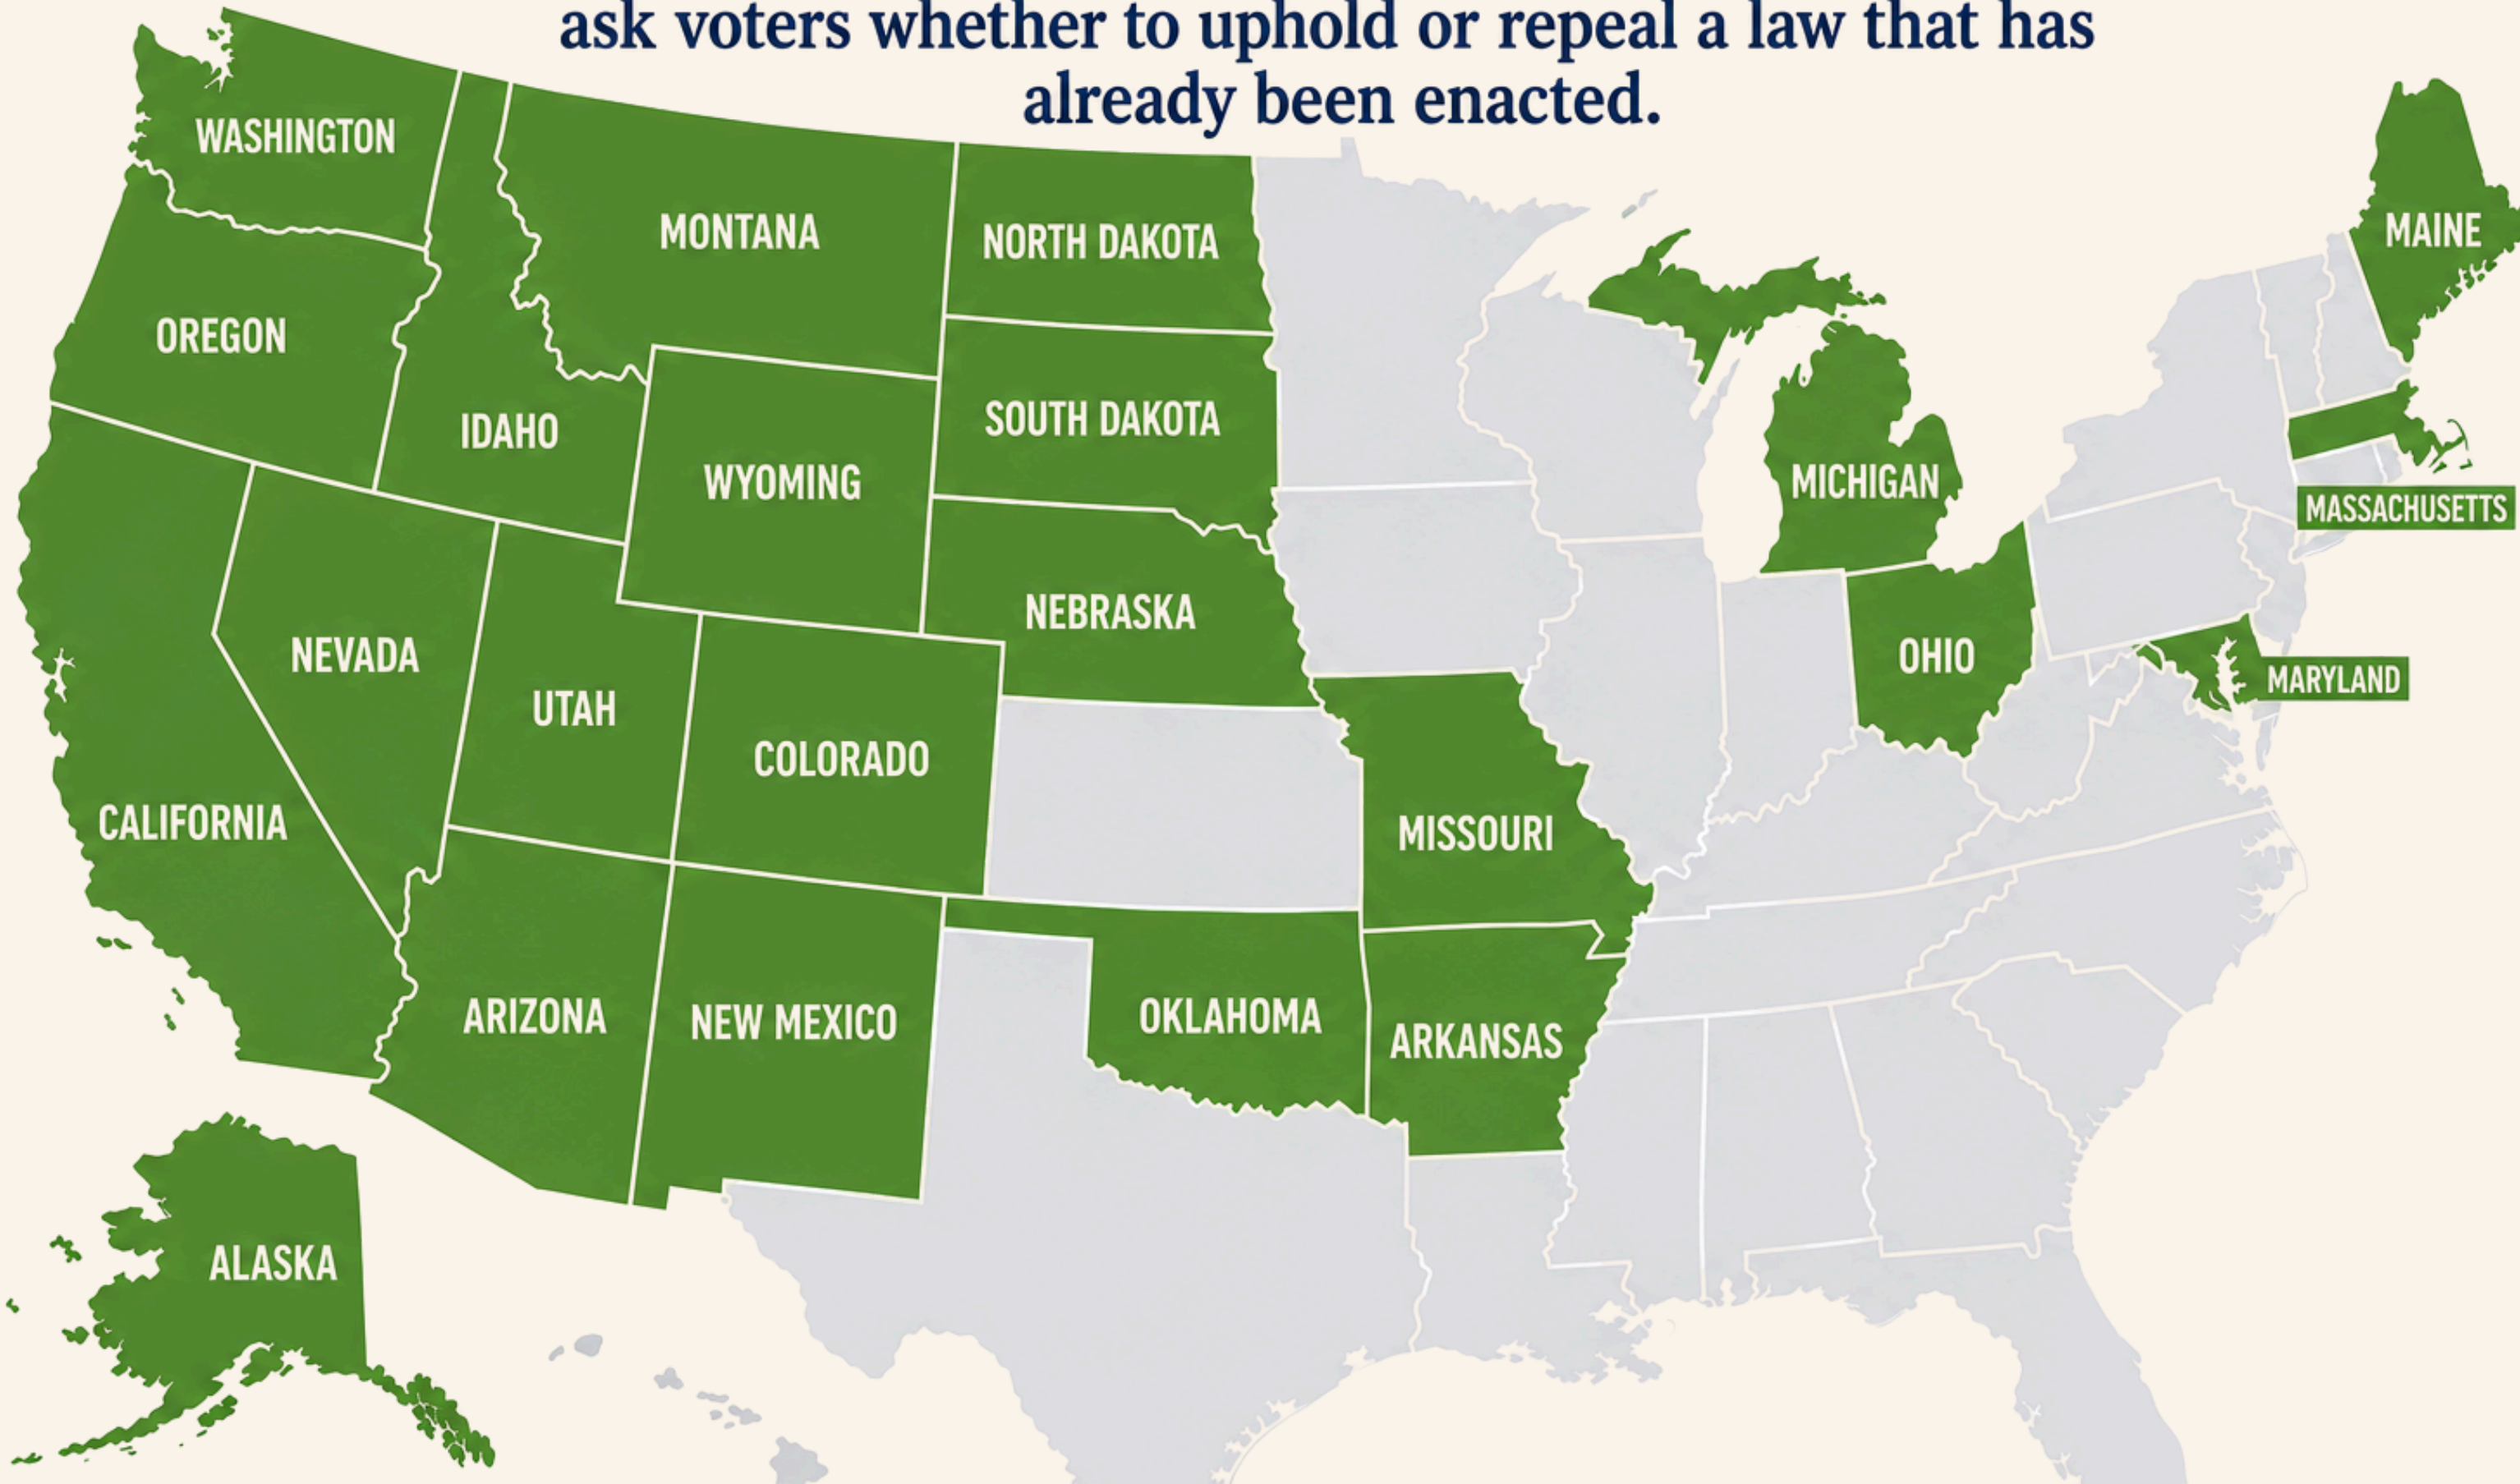 ask voters whether to uphold or repeal a law that has
already been enacted.
WASHINGTON
MONTANA
NORTH DAKOTA
MAINE
OREGON
IDAHO
SOUTH DAKOTA
WYOMING
MICHIGAN
MASSACHUSETTS
NEBRASKA
NEVADA
OHIO
MARYLAND
UTAH
COLORADO
CALIFORNIA
MISSOURI
ARIZONA
NEW MEXICO
OKLAHOMA
ARKANSAS
ALASKA